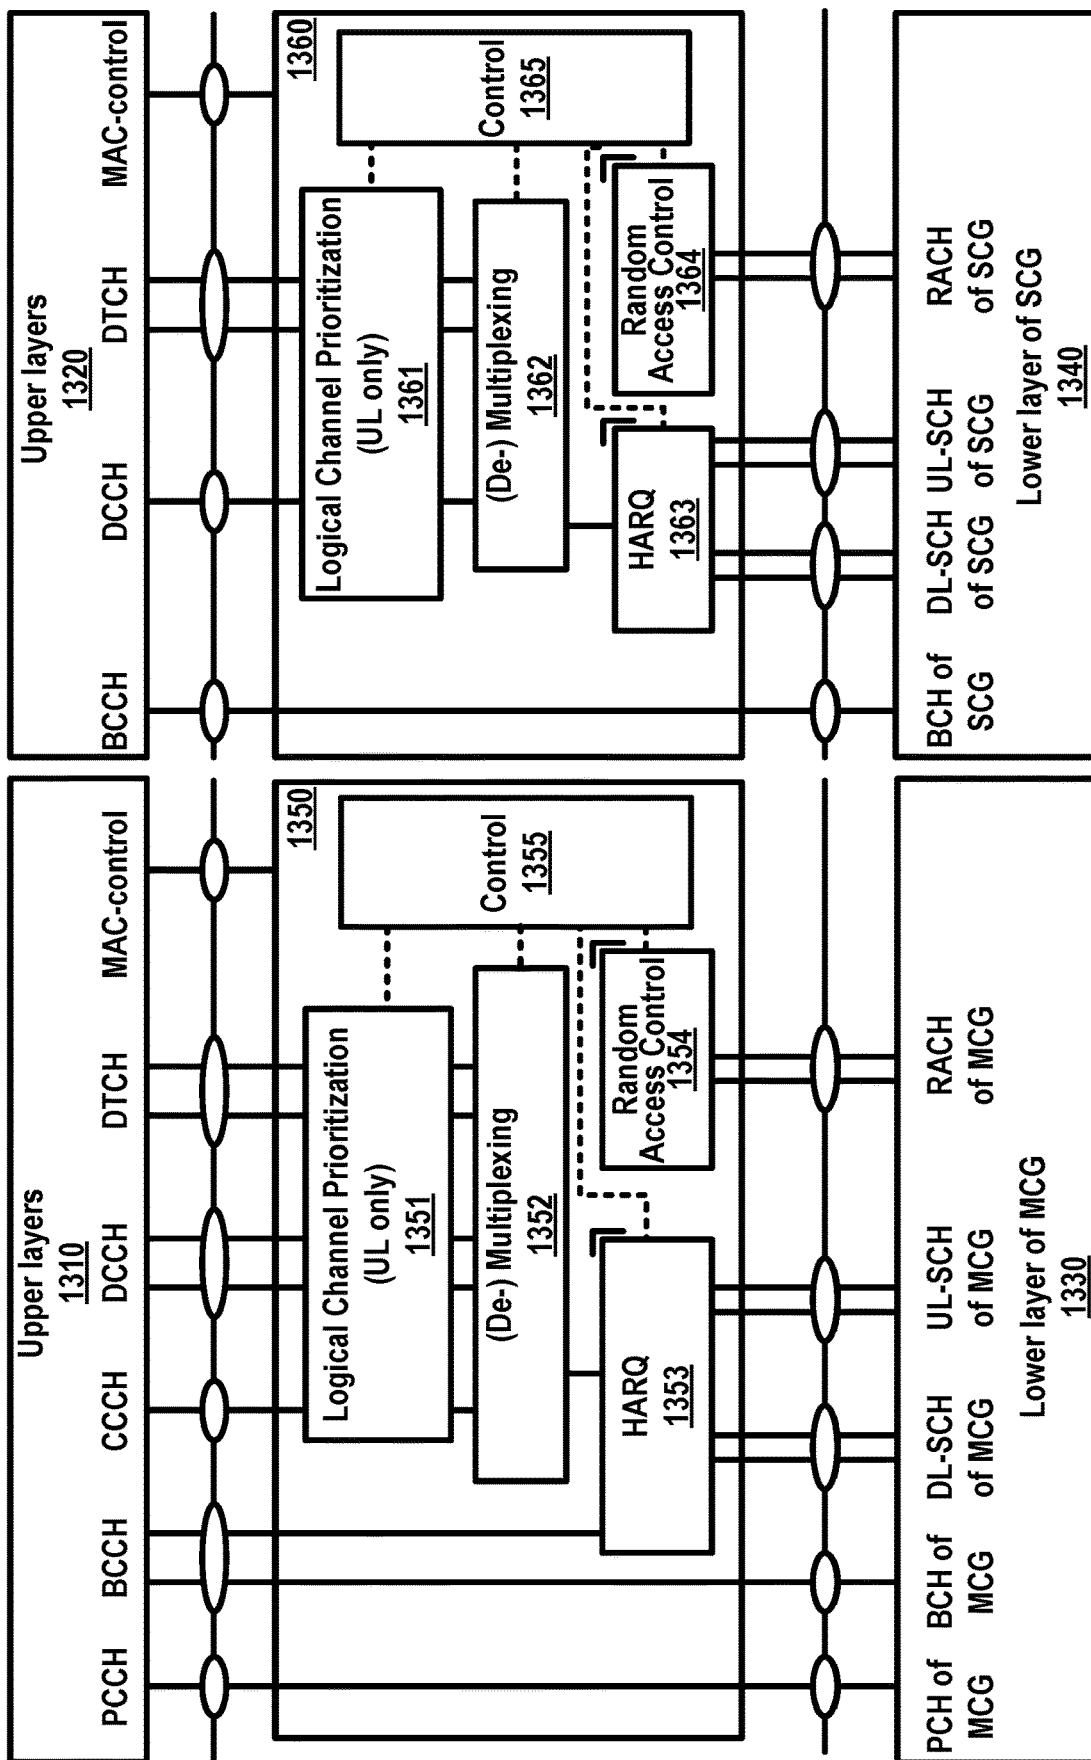 Upper layers
1310
PCCH
BCCH
CCCH
DCCH
DTCH
MAC-control
1350
Logical Channel Prioritization
(UL only)
1351
(De-) Multiplexing
1352
HARQ
1353
Random
Access Control
1354
Control
1355
PCH of
MCG
BCH of
MCG
DL-SCH
of MCG
UL-SCH
of MCG
RACH
of MCG
Lower layer of MCG
1330
Upper layers
1320
BCCH
DCCH
DTCH
MAC-control
1360
Logical Channel Prioritization
(UL only)
1361
(De-) Multiplexing
1362
HARQ
1363
Random
Access Control
1364
Control
1365
BCH of
SCG
DL-SCH
of SCG
UL-SCH
of SCG
RACH
of SCG
Lower layer of SCG
1340